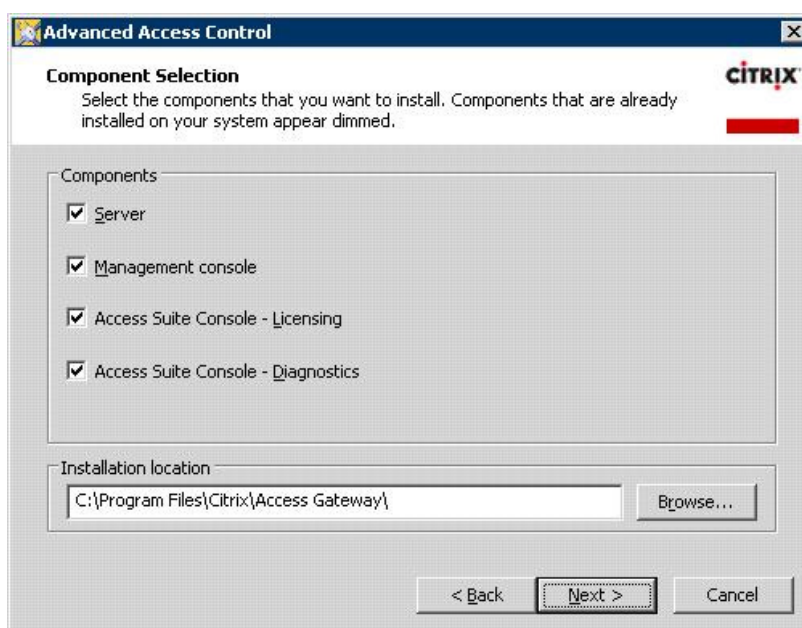 Advanced Access Control
Component Selection
Select the components that you want to install. Components that are already
installed on your system appear dimmed.
CİTRIX
Components
Server
Management console
Access Suite Console - Licensing
Access Suite Console - Diagnostics
Installation location
C:\Program Files\Citrix\Access Gateway\
Browse...
< Back
Next >
Cancel